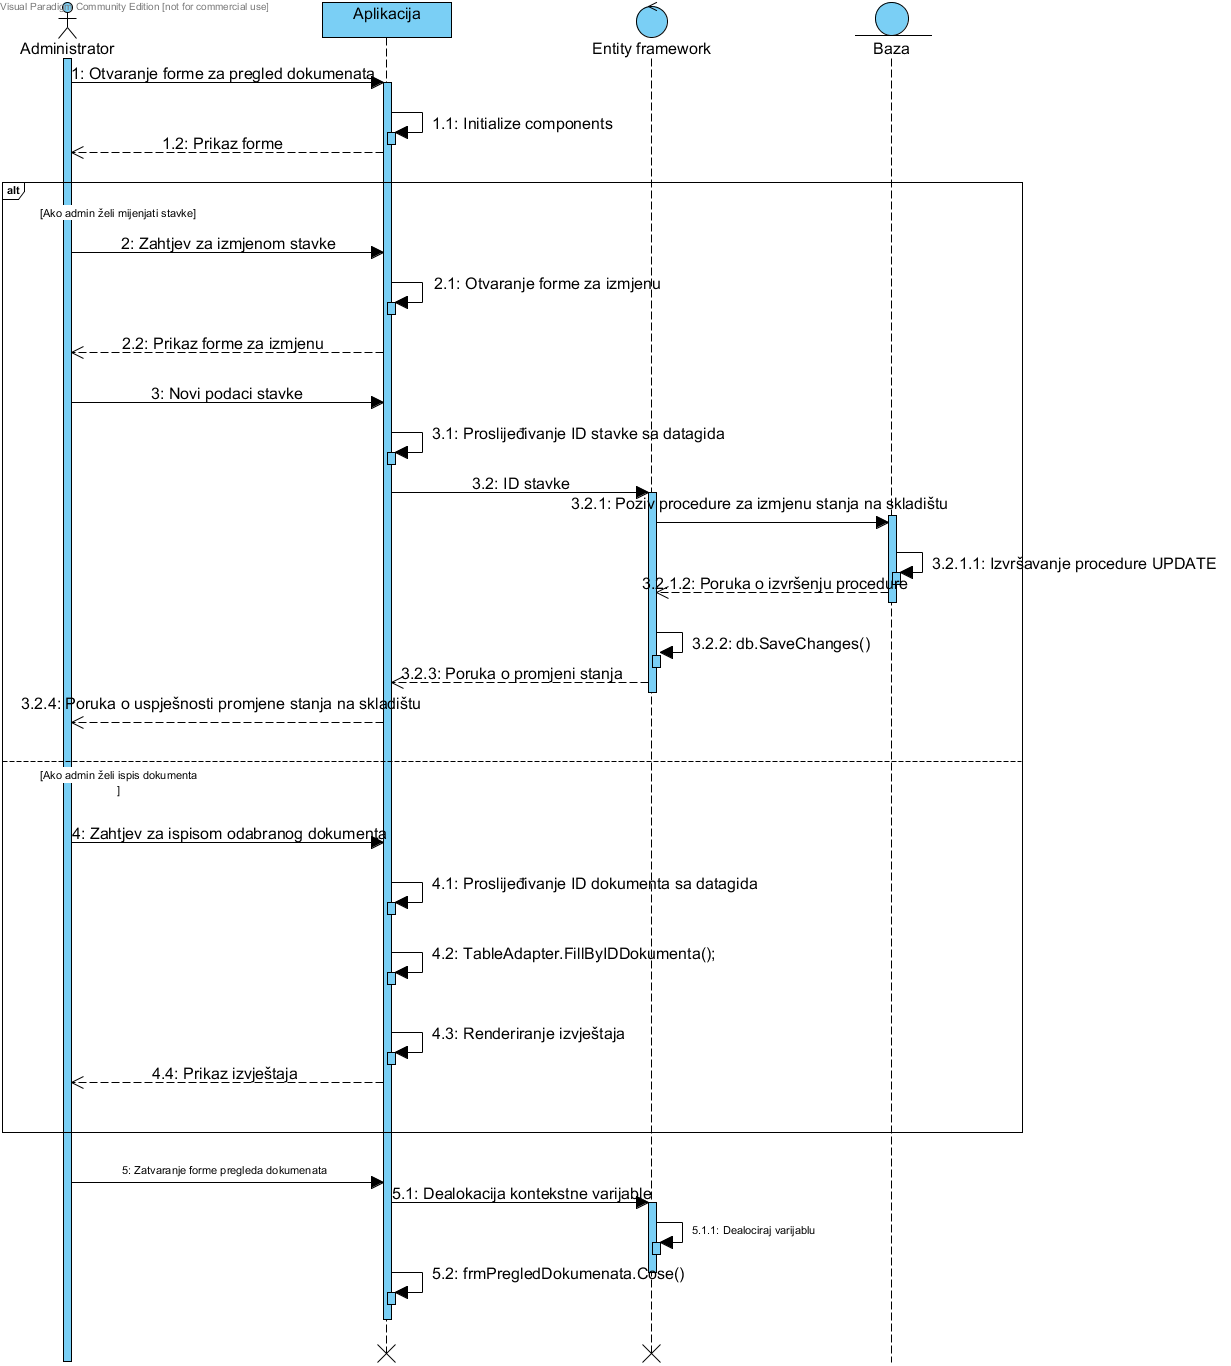 Visual Paradigm Community Edition [not for commercial use]
Aplikacija
Administrator
Entity framework
Baza
1: Otvaranje forme za pregled dokumenata
1.1: Initialize components
1.2: Prikaz forme
alt
[Ako admin želi mijenjati stavke]
2: Zahtjev za izmjenom stavke
2.1: Otvaranje forme za izmjenu
2.2: Prikaz forme za izmjenu
3: Novi podaci stavke
3.1: Proslijeđivanje ID stavke sa datagida
3.2: ID stavke
3.2.1: Poziv procedure za izmjenu stanja na skladištu
3.2.1.1: Izvršavanje procedure UPDATE
3.2.1.2: Poruka o izvršenju procedure
3.2.2: db.SaveChanges()
3.2.3: Poruka o promjeni stanja
3.2.4: Poruka o uspješnosti promjene stanja na skladištu
[Ako admin želi ispis dokumenta
]
4: Zahtjev za ispisom odabranog dokumenta
4.1: Proslijeđivanje ID dokumenta sa datagida
4.2: TableAdapter.FillByIDDokumenta();
4.3: Renderiranje izvještaja
4.4: Prikaz izvještaja
5: Zatvaranje forme pregleda dokumenata
5.1: Dealokacija kontekstne varijable
5.1.1: Dealociraj varijablu
5.2: frmPregledDokumenata.Cose()